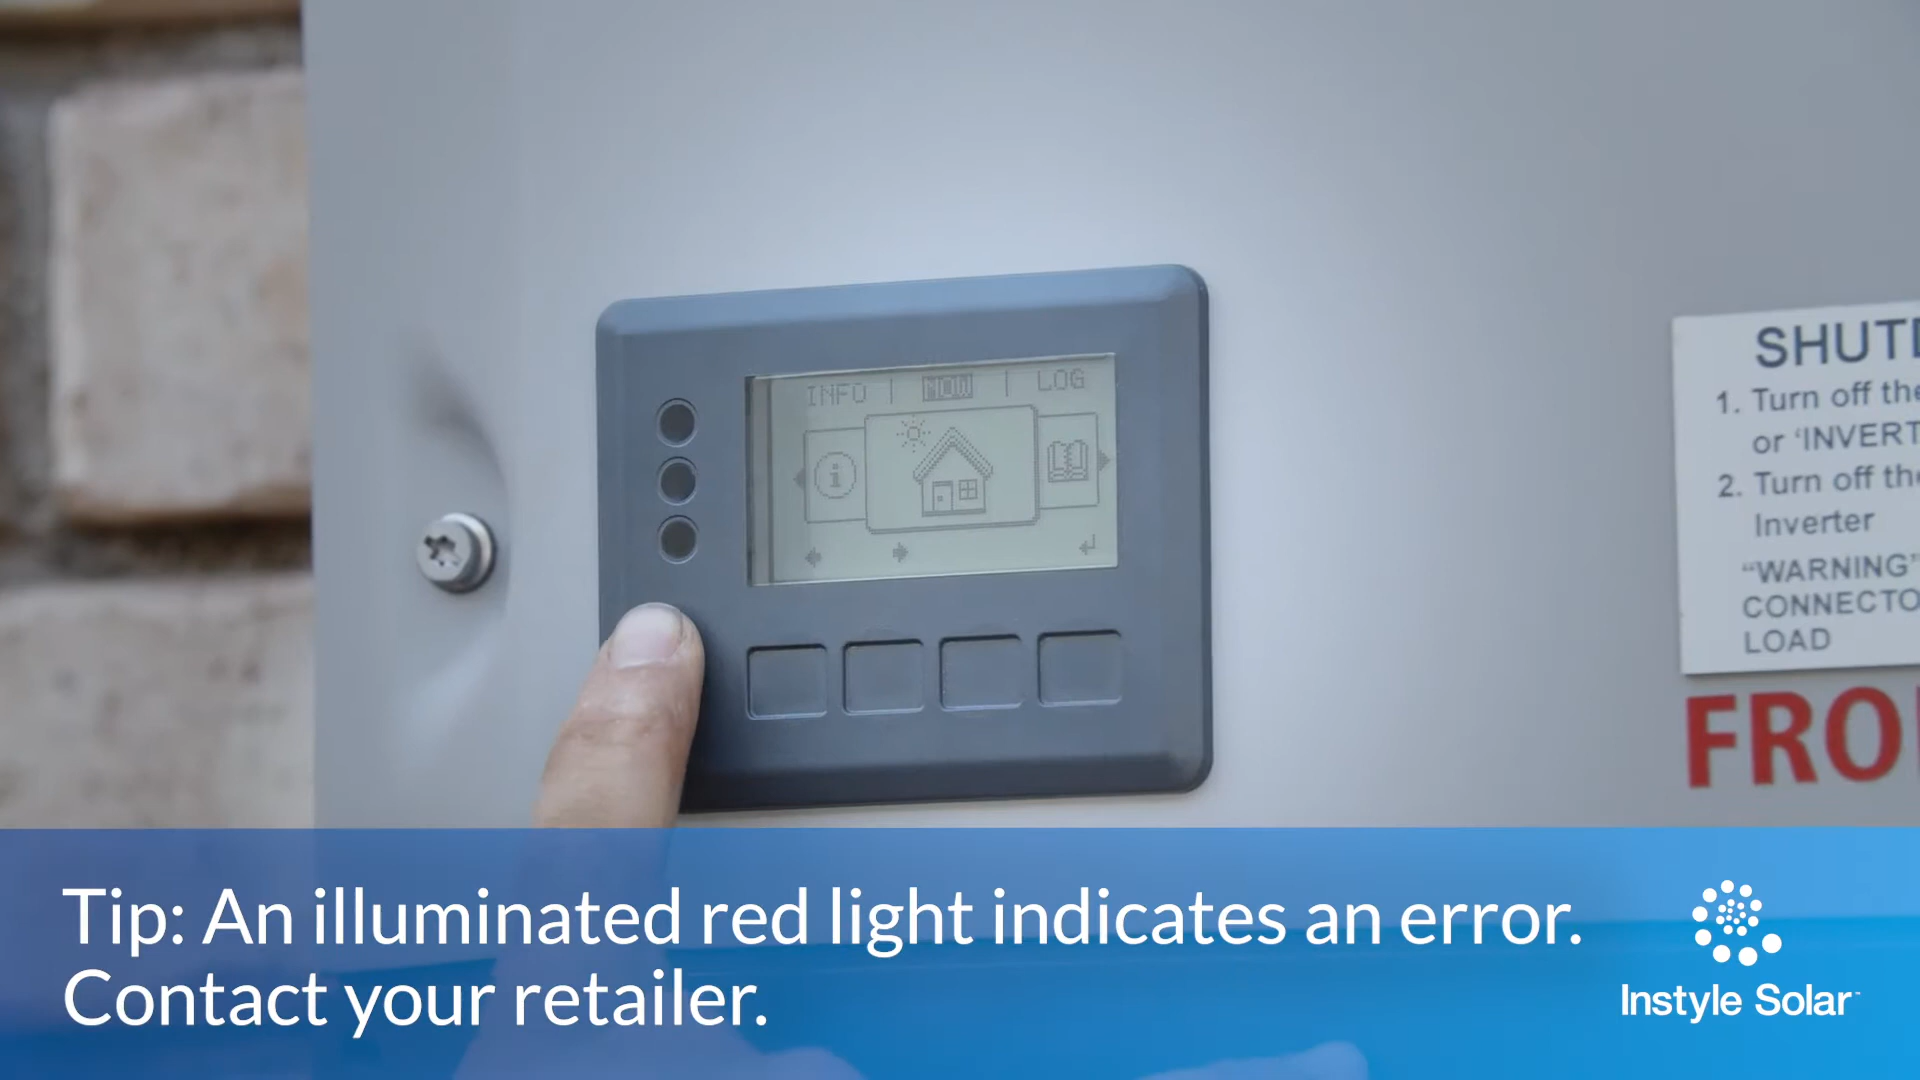 INFO | NOW | LOG
SHUT
1. Turn off the
or ‘INVERT
2. Turn off the
Inverter
“WARNING”
CONNECTO
LOAD
FRO
Tip: An illuminated red light indicates an error.
Contact your retailer.
Instyle Solar™